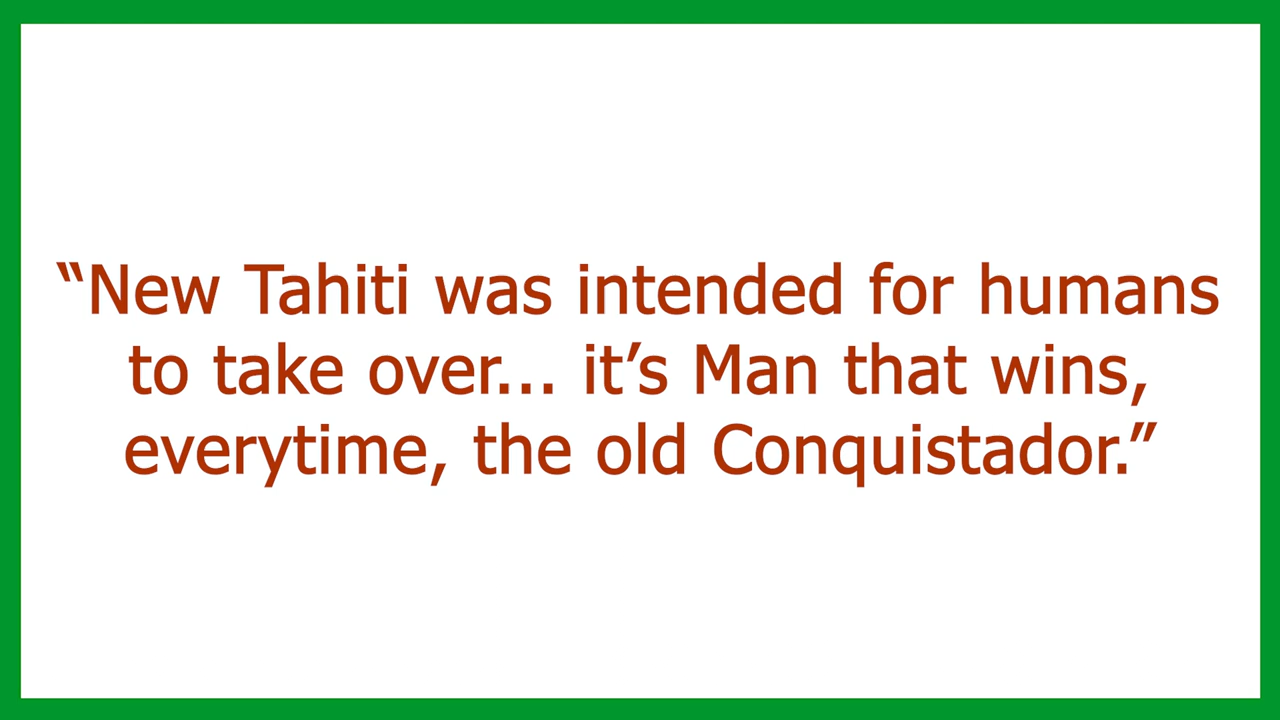 “New Tahiti was intended for humans
to take over... it’s Man that wins,
everytime, the old Conquistador.”